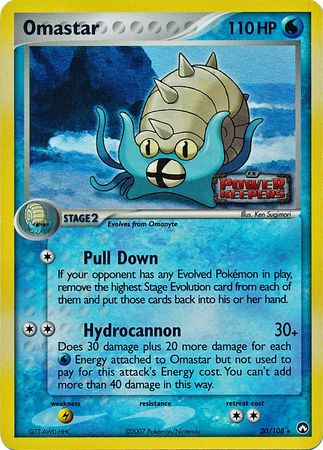 Omastar 110 HP
ex
POWER
KEEPERS
Illus. Ken Sugimori
STAGE 2 Evolves from Omanyte
Pull Down
If your opponent has any Evolved Pokémon in play,
remove the highest Stage Evolution card from each of
them and put those cards back into his or her hand.
Hydrocannon 30+
Does 30 damage plus 20 more damage for each
Energy attached to Omastar but not used to
pay for this attack's Energy cost. You can't add
more than 40 damage in this way.
weakness resistance retreat cost
©2007 Pokémon/Nintendo 20/108